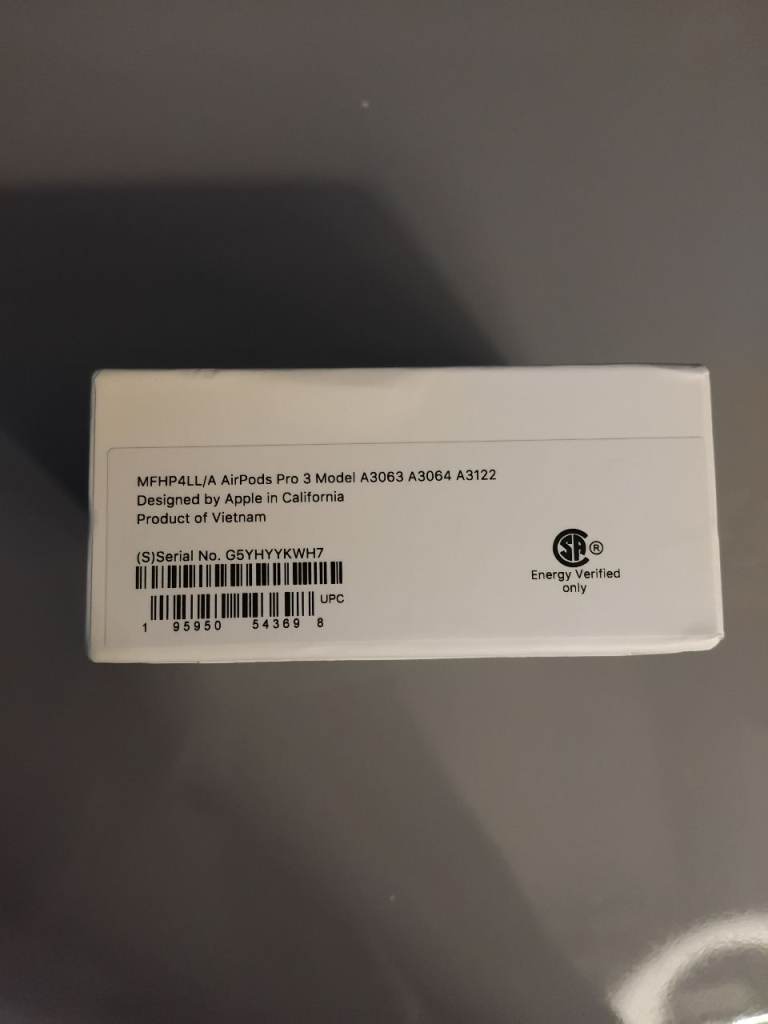 MFHP4LL/A AirPods Pro 3 Model A3063 A3064 A3122
Designed by Apple in California
Product of Vietnam
(S)Serial No. G5YHYYKWH7
UPC
1 95950 54369 8
SA®
Energy Verified
only